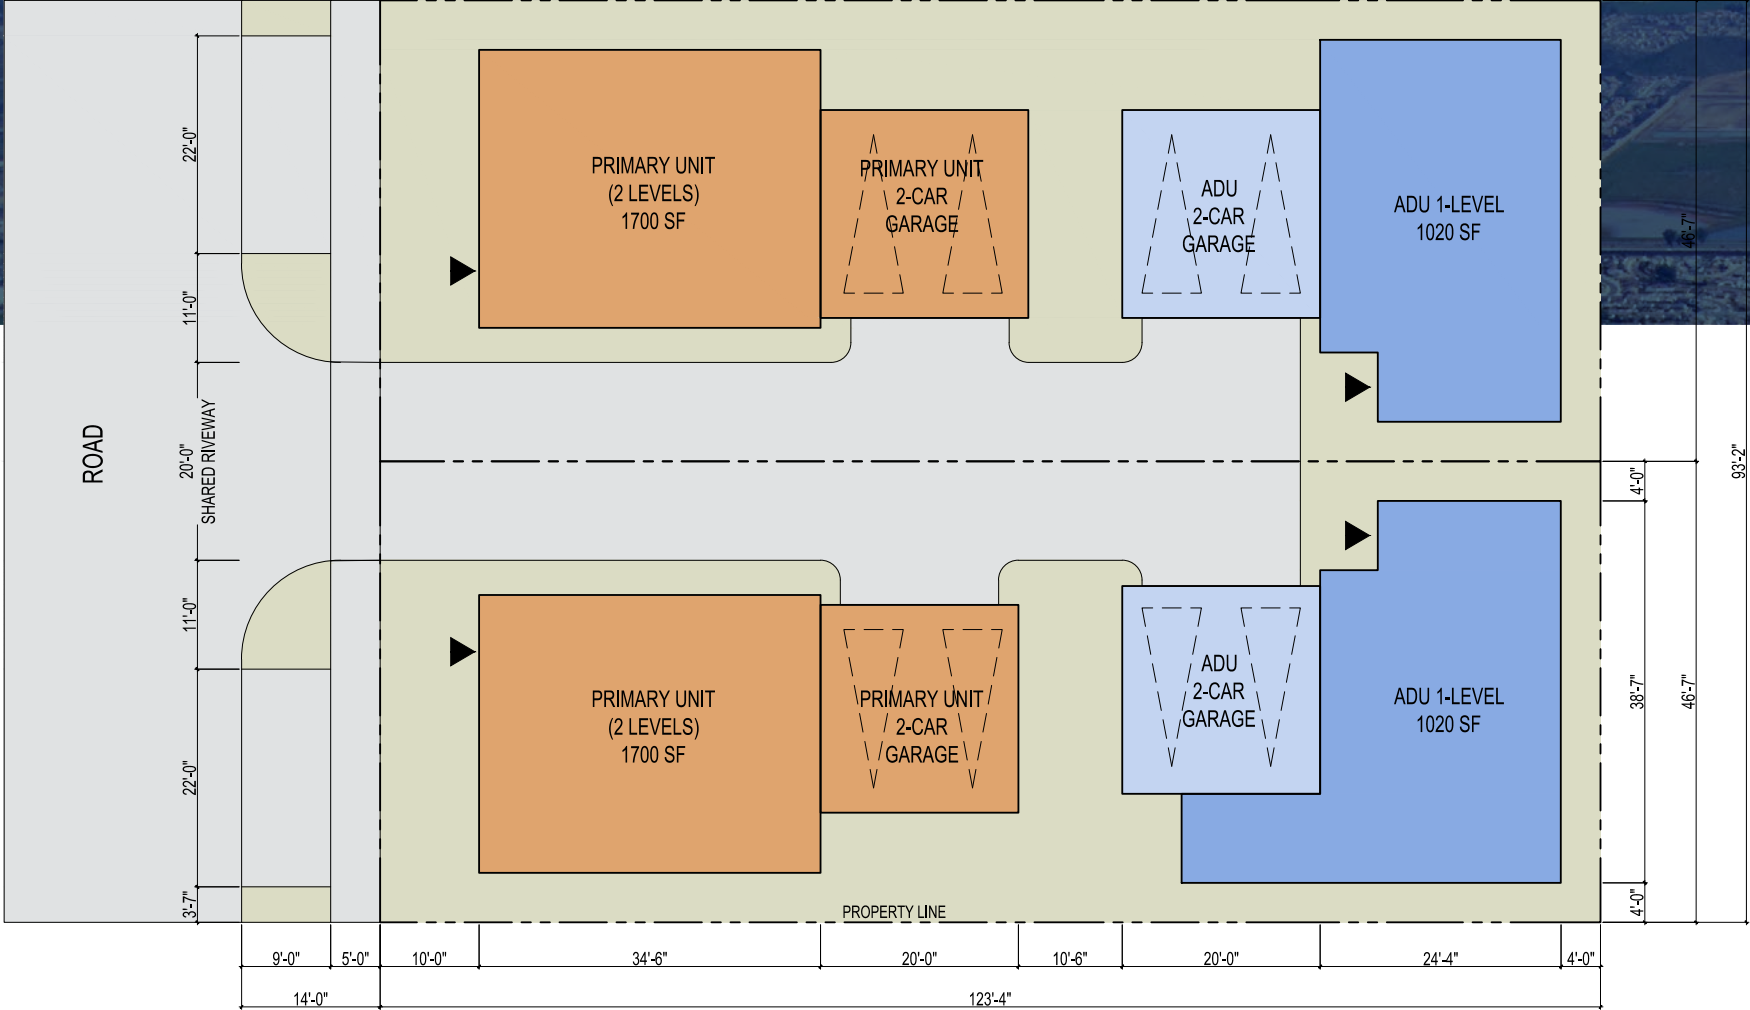 PRIMARY UNIT
(2 LEVELS)
1700 SF
PRIMARY UNIT
2-CAR
GARAGE
ADU
2-CAR
GARAGE
ADU 1-LEVEL
1020 SF
22'-0"
11'-0"
46'-7"
ROAD
20'-0"
SHARED RIVEWAY
93'-2"
4'-0"
11'-0"
PRIMARY UNIT
(2 LEVELS)
1700 SF
PRIMARY UNIT
2-CAR
GARAGE
ADU
2-CAR
GARAGE
ADU 1-LEVEL
1020 SF
38'-7"
46'-7"
22'-0"
3'-7"
PROPERTY LINE
4'-0"
9'-0"
5'-0"
10'-0"
34'-6"
20'-0"
10'-6"
20'-0"
24'-4"
4'-0"
14'-0"
123'-4"